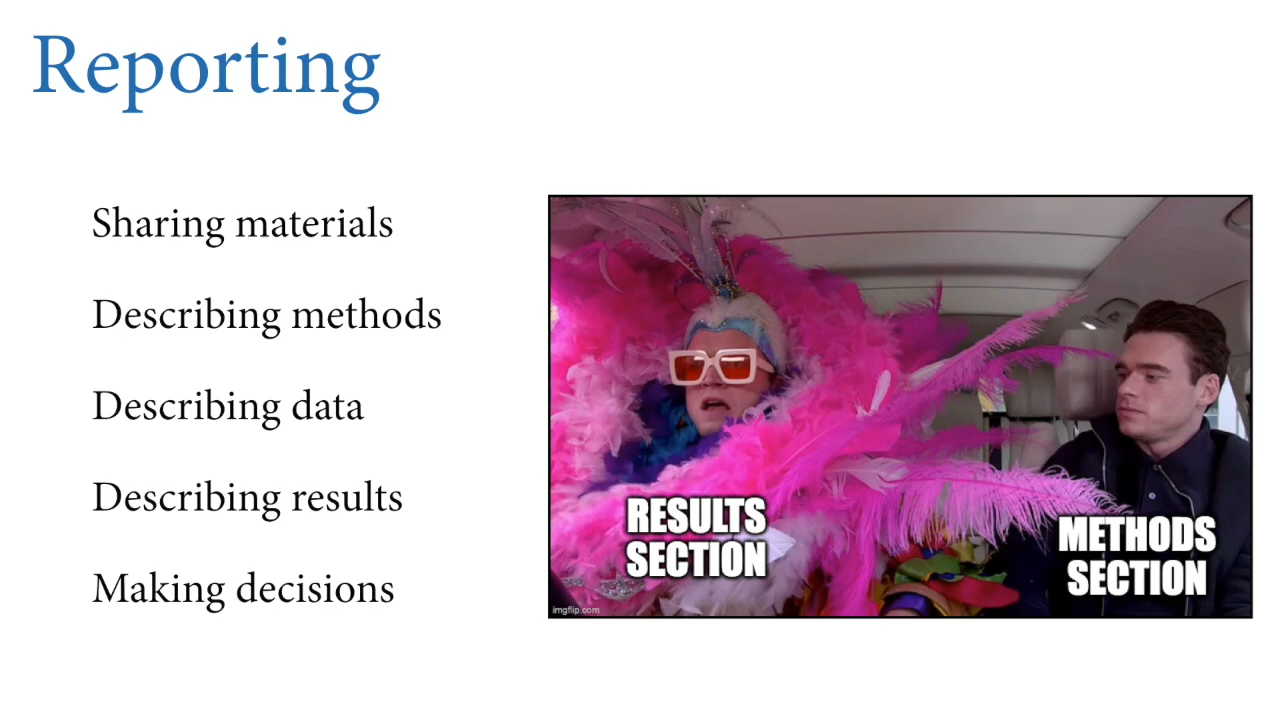 Reporting
Sharing materials
Describing methods
Describing data
Describing results
Making decisions
RESULTS
SECTION
METHODS
SECTION
imgflip.com